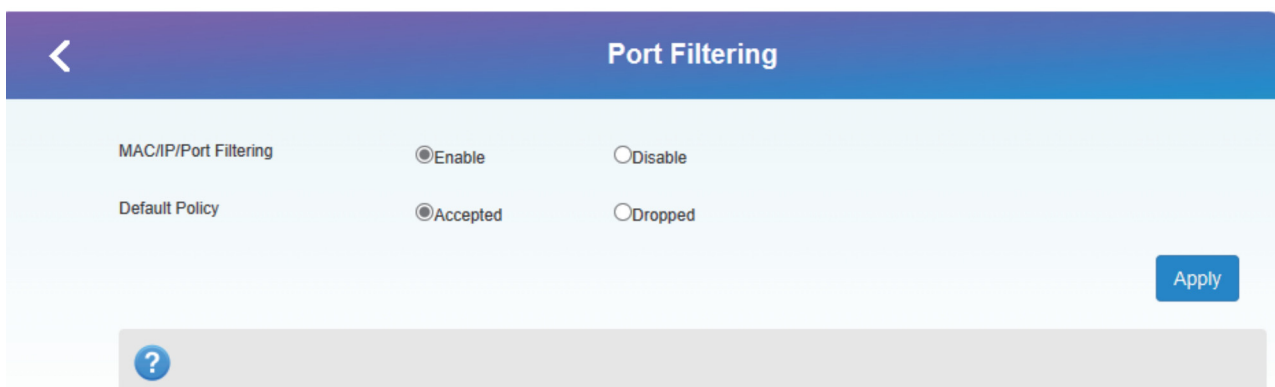 Port Filtering
MAC/IP/Port Filtering Enable Disable
Default Policy Accepted Dropped
Apply
?